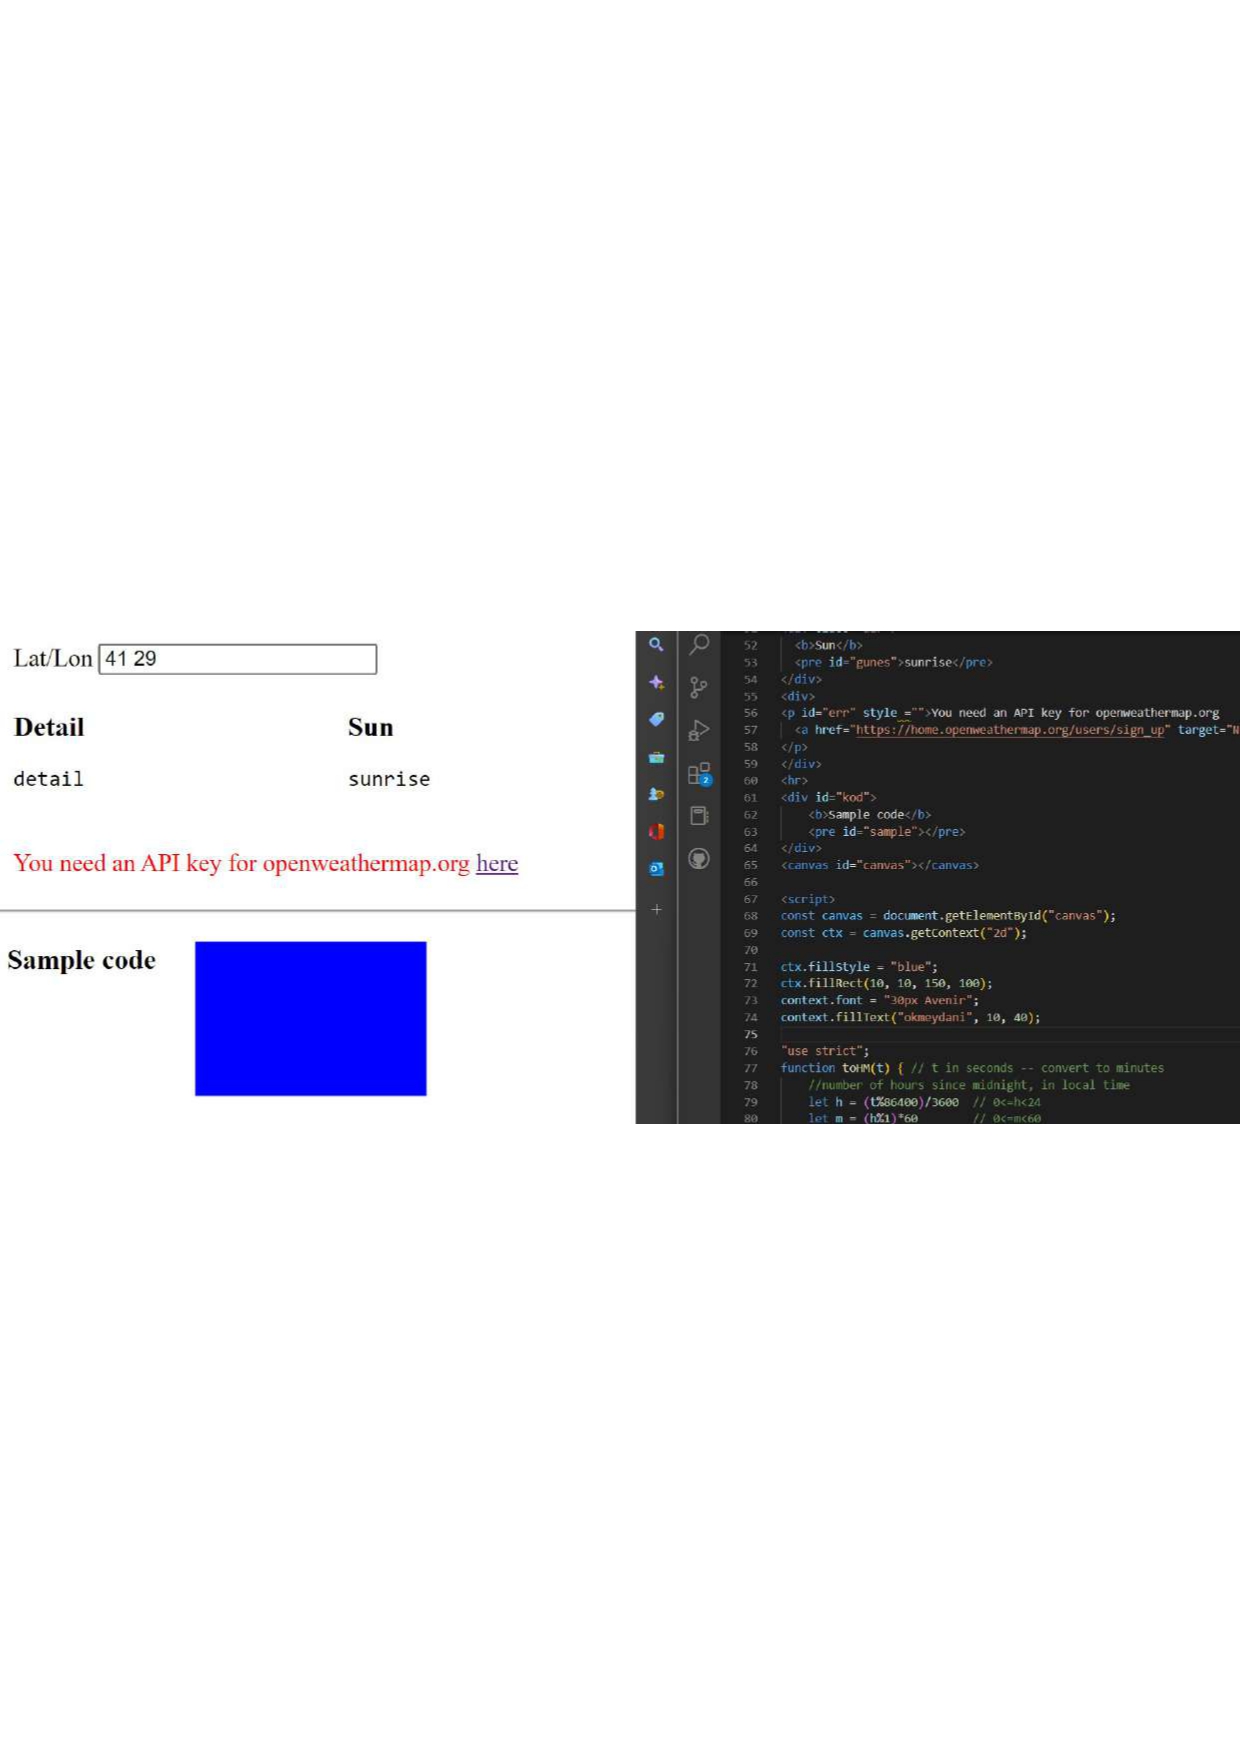 Lat/Lon 41 29
Detail Sun
detail sunrise
You need an API key for openweathermap.org here
Sample code
52 <b>Sun</b>
53 <pre id="gunes">sunrise</pre>
54 </div>
55 <div>
56 <p id="err" style ="">You need an API key for openweathermap.org
57 <a href="https://home.openweathermap.org/users/sign_up" target="N
58 </p>
59 </div>
60 <hr>
61 <div id="kod">
62 <b>Sample code</b>
63 <pre id="sample"></pre>
64 </div>
65 <canvas id="canvas"></canvas>
66
67 <script>
68 const canvas = document.getElementById("canvas");
69 const ctx = canvas.getContext("2d");
70
71 ctx.fillStyle = "blue";
72 ctx.fillRect(10, 10, 150, 100);
73 context.font = "30px Avenir";
74 context.fillText("okmeydani", 10, 40);
75
76 "use strict";
77 function toHM(t) { // t in seconds -- convert to minutes
78 //number of hours since midnight, in local time
79 let h = (t%86400)/3600 // 0<=h<24
80 let m = (h%1)*60 // 0<=m<60
2